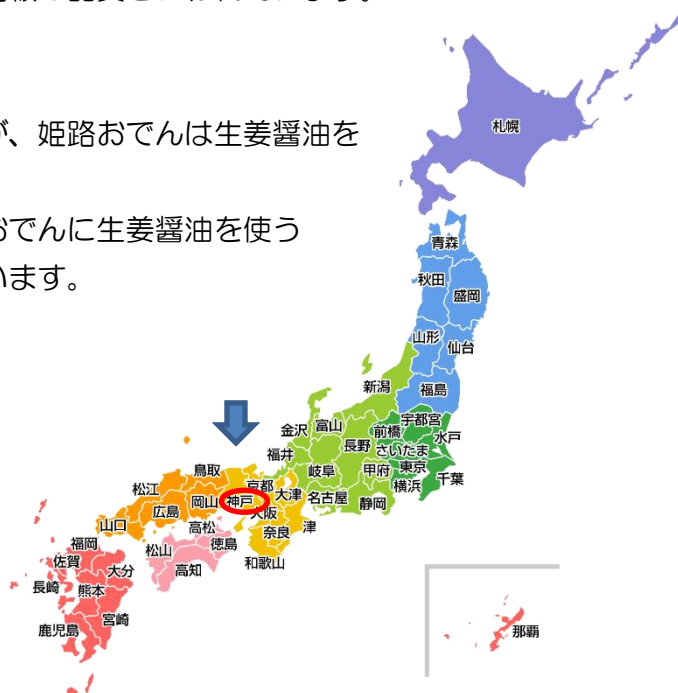 が、姫路おでんは生姜醤油を
おでんに生姜醤油を使う
います。
札幌
青森
秋田
盛岡
山形
仙台
新潟
福島
金沢
富山
前橋
宇都宮
水戸
福井
長野
さいたま
岐阜
甲府
東京
千葉
横浜
鳥取
京都
大津
名古屋
静岡
松江
岡山
神戸
大阪
津
広島
奈良
山口
高松
徳島
和歌山
福岡
松山
高知
佐賀
大分
長崎
熊本
宮崎
鹿児島
那覇